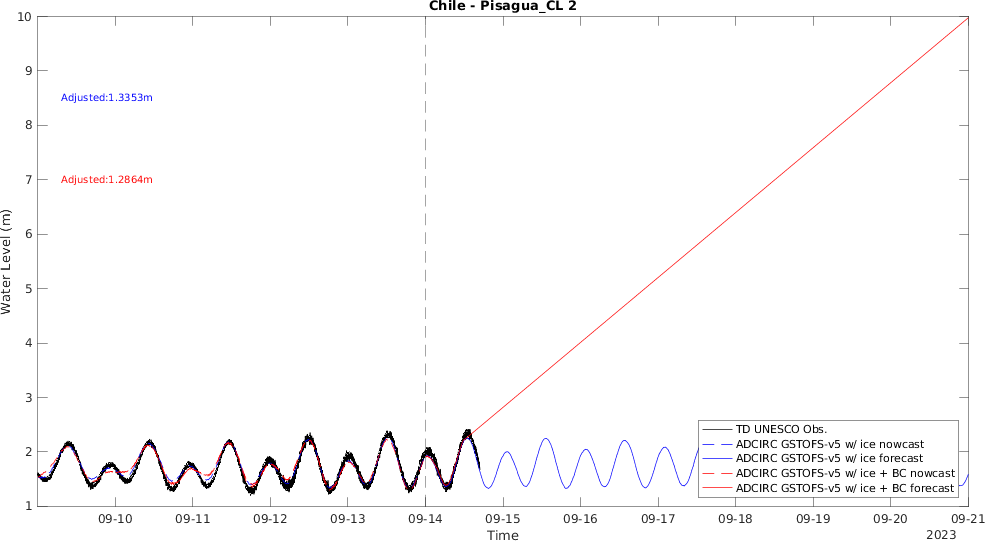 Chile - Pisagua_CL 2
10
9
8
7
6
5
4
3
2
1
Water Level (m)
Adjusted:1.3353m
Adjusted:1.2864m
TD UNESCO Obs.
ADCIRC GSTOFS-v5 w/ ice nowcast
ADCIRC GSTOFS-v5 w/ ice forecast
ADCIRC GSTOFS-v5 w/ ice + BC nowcast
ADCIRC GSTOFS-v5 w/ ice + BC forecast
09-10 09-11 09-12 09-13 09-14 09-15 09-16 09-17 09-18 09-19 09-20 09-21
Time
2023